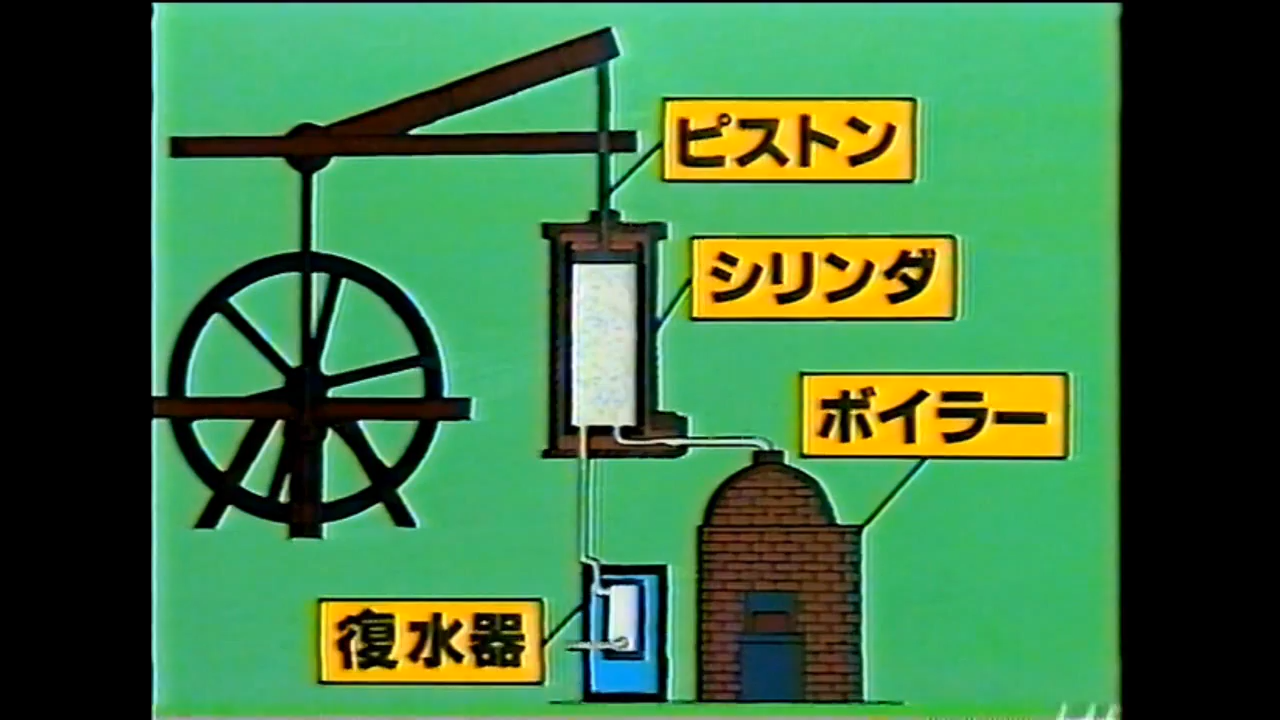 ピストン
シリンダ
ボイラー
復水器